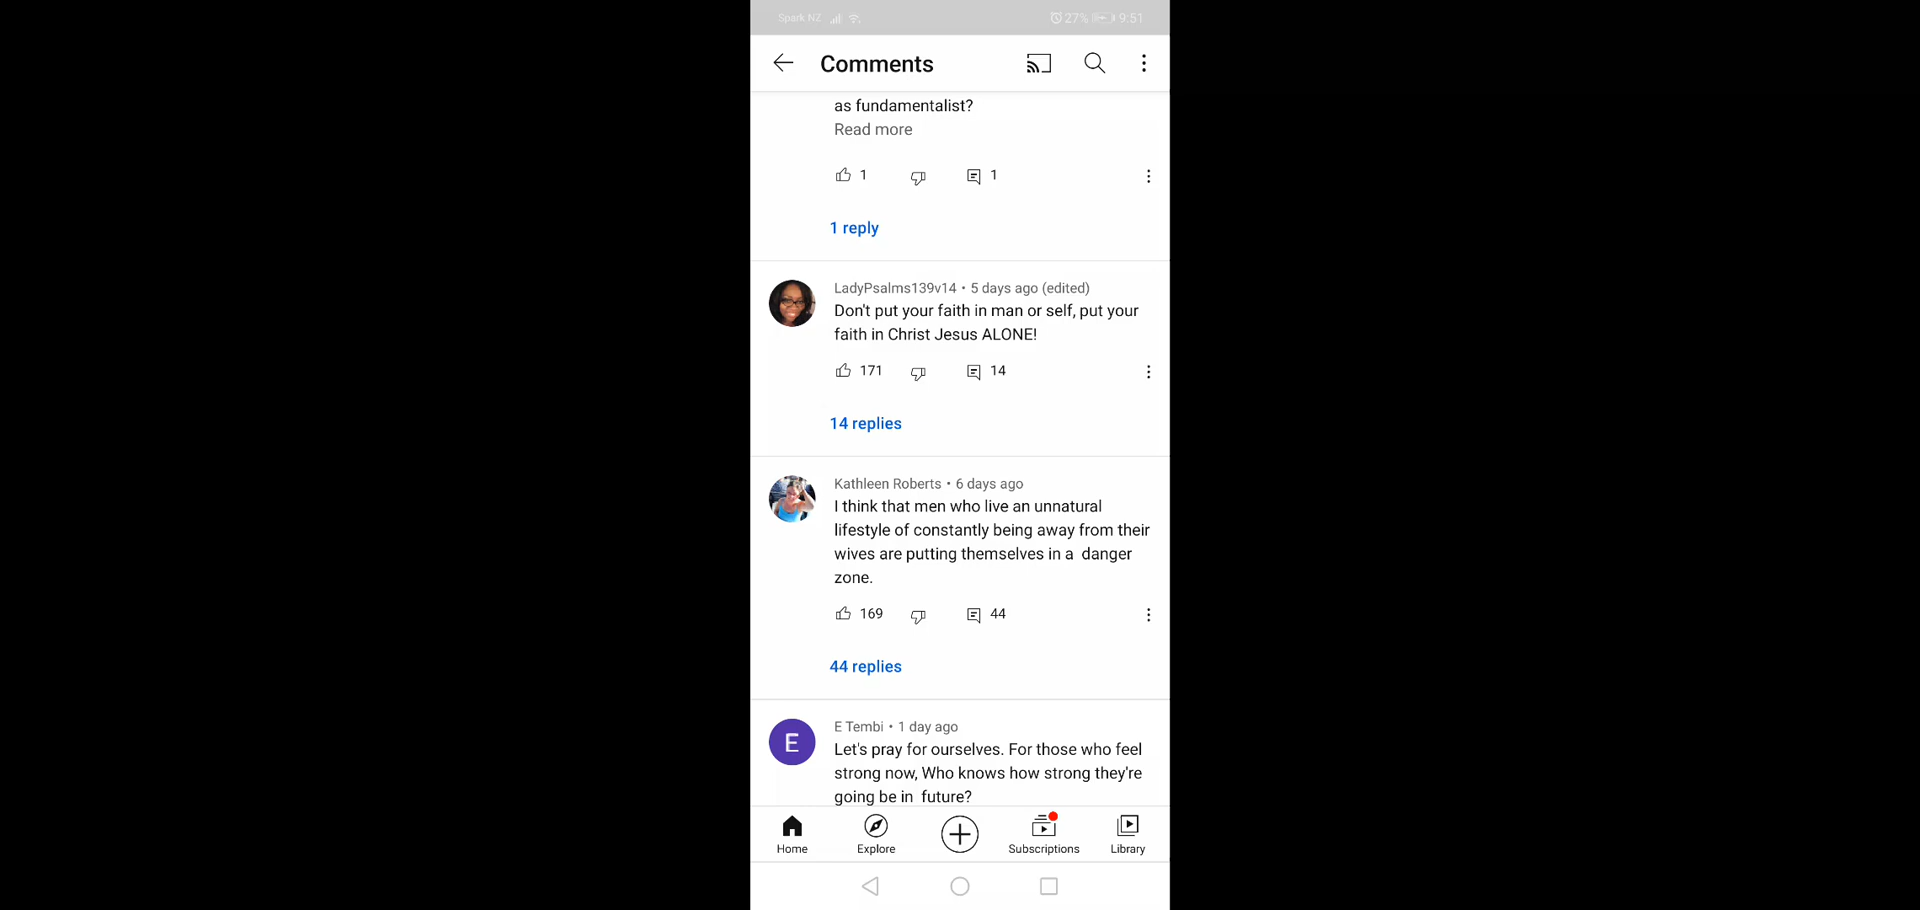 Spark NZ 27% 9:51
Comments
as fundamentalist?
Read more
1 1
1 reply
LadyPsalms139v14 • 5 days ago (edited)
Don't put your faith in man or self, put your
faith in Christ Jesus ALONE!
171 14
14 replies
Kathleen Roberts • 6 days ago
I think that men who live an unnatural
lifestyle of constantly being away from their
wives are putting themselves in a danger
zone.
169 44
44 replies
E
E Tembi • 1 day ago
Let's pray for ourselves. For those who feel
strong now, Who knows how strong they're
going be in future?
Home Explore Subscriptions Library